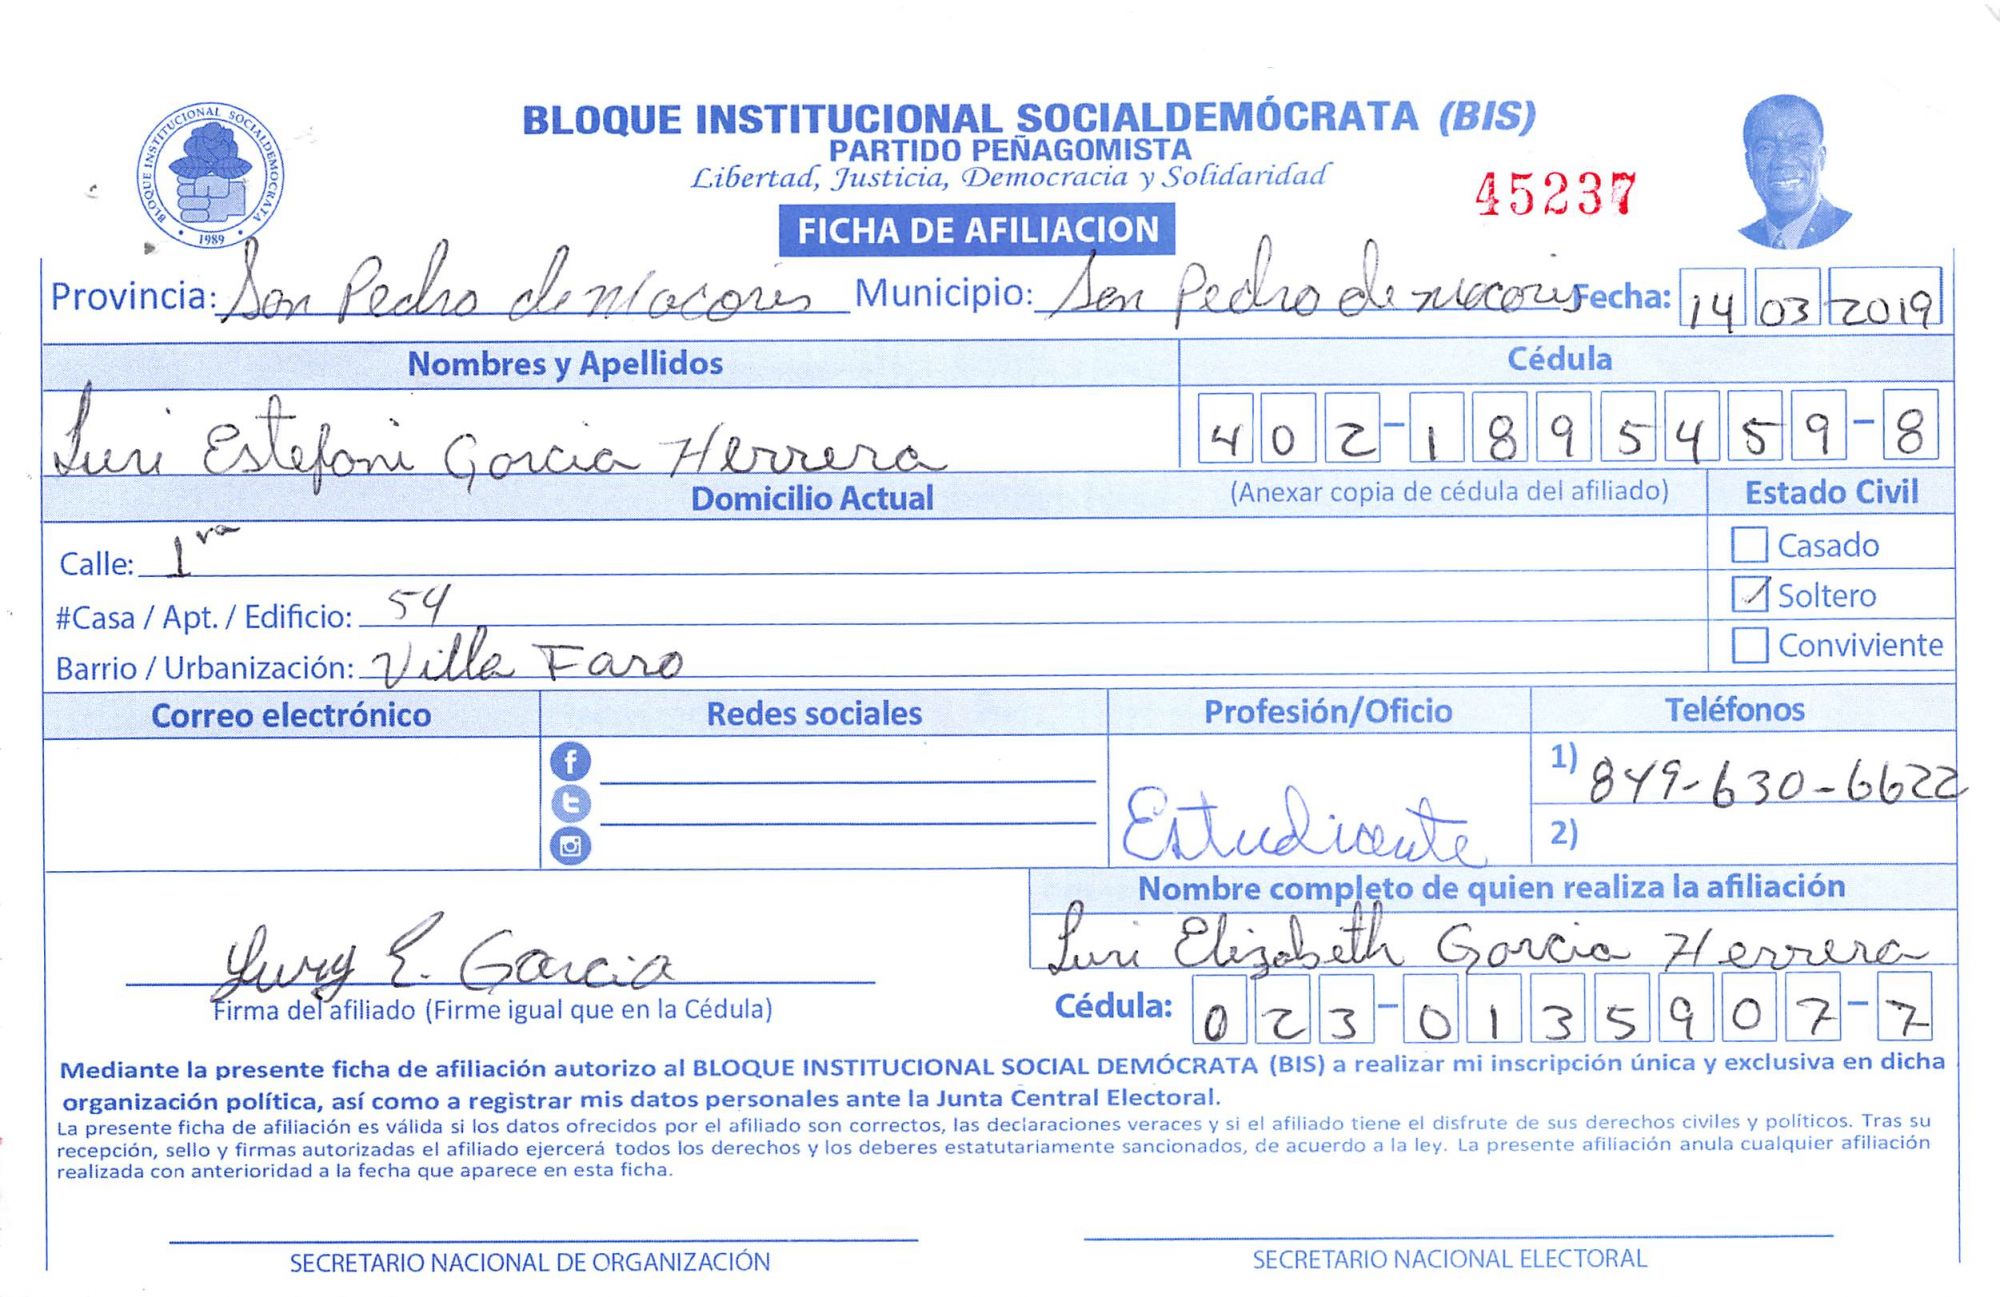 BLOQUE INSTITUCIONAL SOCIALDEMÓCRATA (BIS)
PARTIDO PEÑAGOMISTA
Libertad, Justicia, Democracia y Solidaridad
BLOQUE INSTITUCIONAL SOCIALDEMOCRATA
1989
45237
FICHA DE AFILIACION
Provincia: San Pedro de Macoris Municipio: San Pedro de macoris Fecha: 14 03 2019
Nombres y Apellidos Cédula
Luri Estefani Garcia Herrera 402-1895459-8
Domicilio Actual (Anexar copia de cédula del afiliado) Estado Civil
Calle: 1ra Casado
#Casa / Apt. / Edificio: 54 Soltero
Barrio / Urbanización: Villa Faro Conviviente
Correo electrónico Redes sociales Profesión/Oficio Teléfonos
1) 849-630-6622
Estudiante 2)
Nombre completo de quien realiza la afiliación
Luri Elizabeth Garcia Herrera
Yury E. Garcia
Firma del afiliado (Firme igual que en la Cédula) Cédula: 023-0135907-7
Mediante la presente ficha de afiliación autorizo al BLOQUE INSTITUCIONAL SOCIAL DEMÓCRATA (BIS) a realizar mi inscripción única y exclusiva en dicha
organización política, así como a registrar mis datos personales ante la Junta Central Electoral.
La presente ficha de afiliación es válida si los datos ofrecidos por el afiliado son correctos, las declaraciones veraces y si el afiliado tiene el disfrute de sus derechos civiles y políticos. Tras su
recepción, sello y firmas autorizadas el afiliado ejercerá todos los derechos y los deberes estatutariamente sancionados, de acuerdo a la ley. La presente afiliación anula cualquier afiliación
realizada con anterioridad a la fecha que aparece en esta ficha.
SECRETARIO NACIONAL DE ORGANIZACIÓN SECRETARIO NACIONAL ELECTORAL